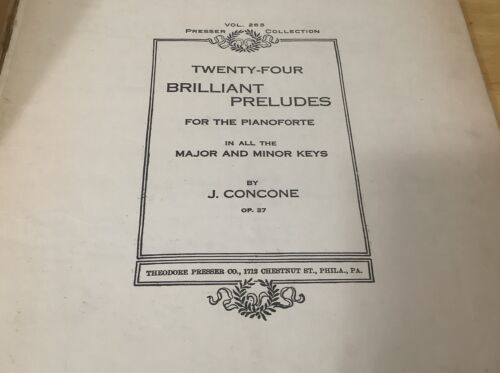 VOL. 265
PRESSER COLLECTION
TWENTY-FOUR
BRILLIANT
PRELUDES
FOR THE PIANOFORTE
IN ALL THE
MAJOR AND MINOR KEYS
BY
J. CONCONE
OP. 37
THEODORE PRESSER CO., 1712 CHESTNUT ST., PHILA., PA.